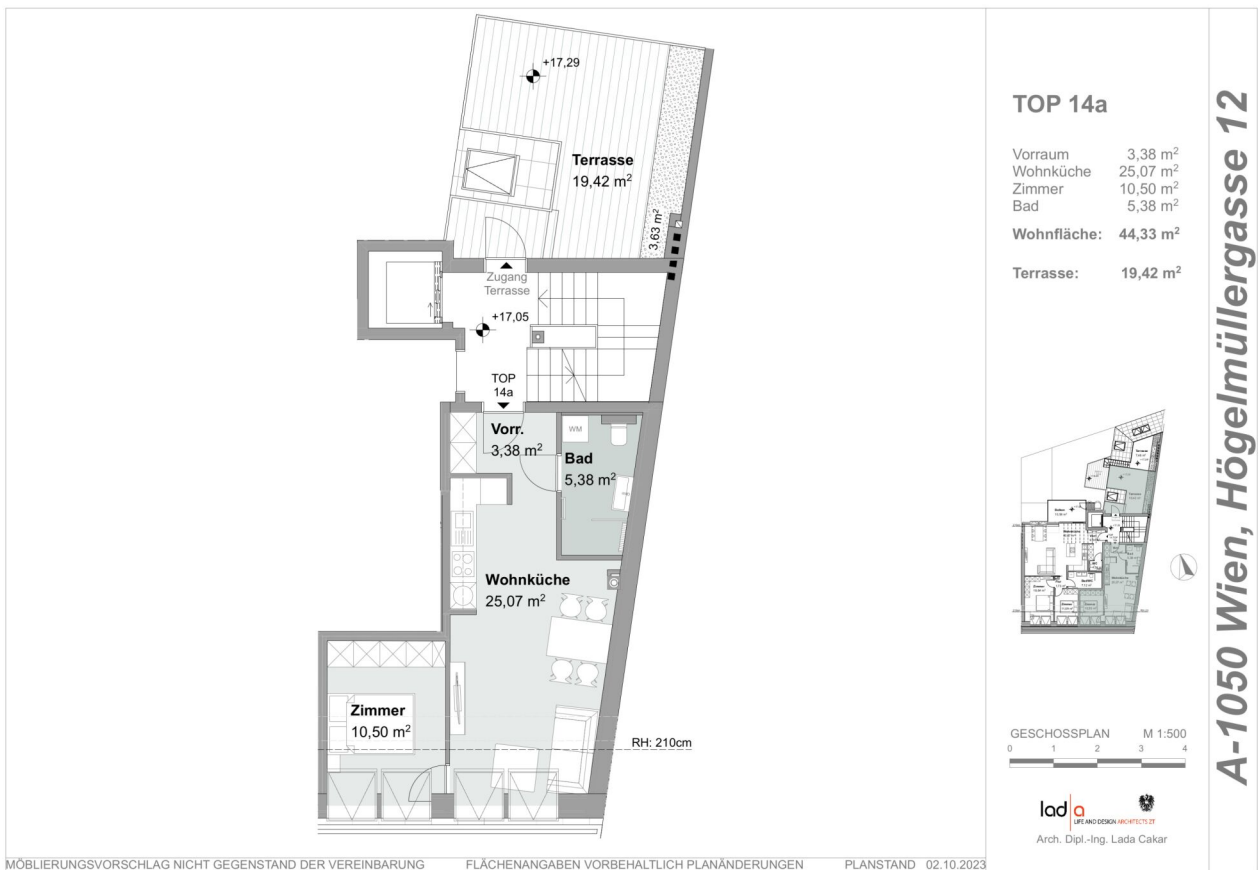 +17,29
Terrasse
19,42 m²
3,63 m²
Zugang
Terrasse
+17,05
TOP
14a
Vorr.
3,38 m²
WM
Bad
5,38 m²
Wohnküche
25,07 m²
Zimmer
10,50 m²
RH: 210cm
TOP 14a
Vorraum 3,38 m²
Wohnküche 25,07 m²
Zimmer 10,50 m²
Bad 5,38 m²
Wohnfläche: 44,33 m²
Terrasse: 19,42 m²
GESCHOSSPLAN M 1:500
0 1 2 3 4
lad a
LIFE AND DESIGN ARCHITECTS ZT
Arch. Dipl.-Ing. Lada Cakar
A-1050 Wien, Högelmüllergasse 12
MÖBLIERUNGSVORSCHLAG NICHT GEGENSTAND DER VEREINBARUNG FLÄCHENANGABEN VORBEHALTLICH PLANÄNDERUNGEN PLANSTAND 02.10.2023